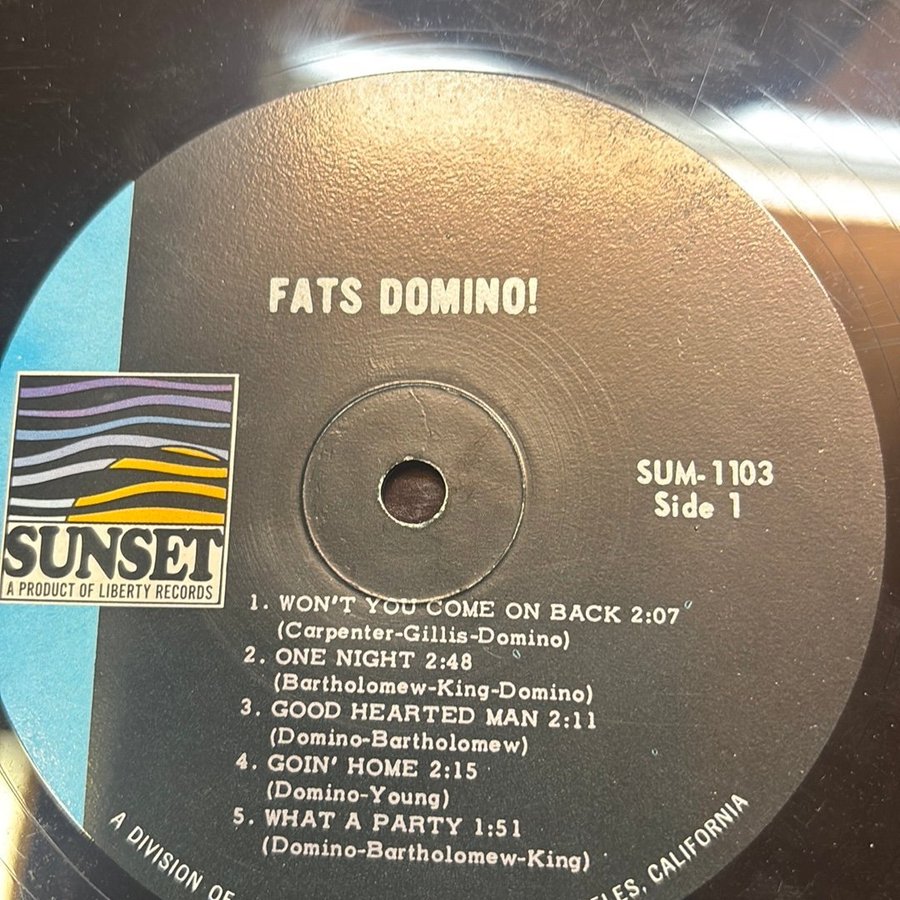 FATS DOMINO!
SUM-1103
Side 1
SUNSET
A PRODUCT OF LIBERTY RECORDS
1. WON'T YOU COME ON BACK 2:07
(Carpenter-Gillis-Domino)
2. ONE NIGHT 2:48
(Bartholomew-King-Domino)
3. GOOD HEARTED MAN 2:11
(Domino-Bartholomew)
4. GOIN' HOME 2:15
(Domino-Young)
5. WHAT A PARTY 1:51
(Domino-Bartholomew-King)
A DIVISION OF
CALIFORNIA